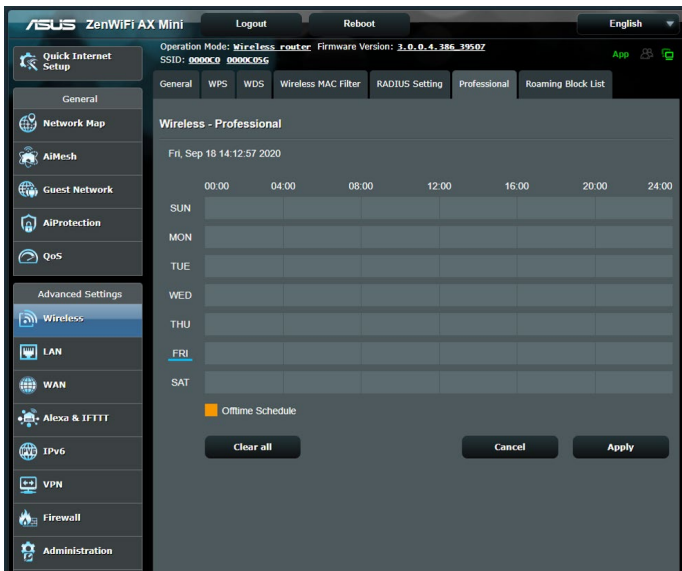 ASUS ZenWiFi AX Mini
Logout
Reboot
English
Quick Internet
Setup
Operation Mode: Wireless router Firmware Version: 3.0.0.4.386_39507
SSID: 0000C0 0000C05G
App
General
Network Map
AiMesh
Guest Network
AiProtection
QoS
Advanced Settings
Wireless
LAN
WAN
Alexa & IFTTT
IPv6
VPN
Firewall
Administration
General WPS WDS Wireless MAC Filter RADIUS Setting Professional Roaming Block List
Wireless - Professional
Fri, Sep 18 14:12:57 2020
00:00 04:00 08:00 12:00 16:00 20:00 24:00
SUN
MON
TUE
WED
THU
FRI
SAT
Offtime Schedule
Clear all
Cancel
Apply